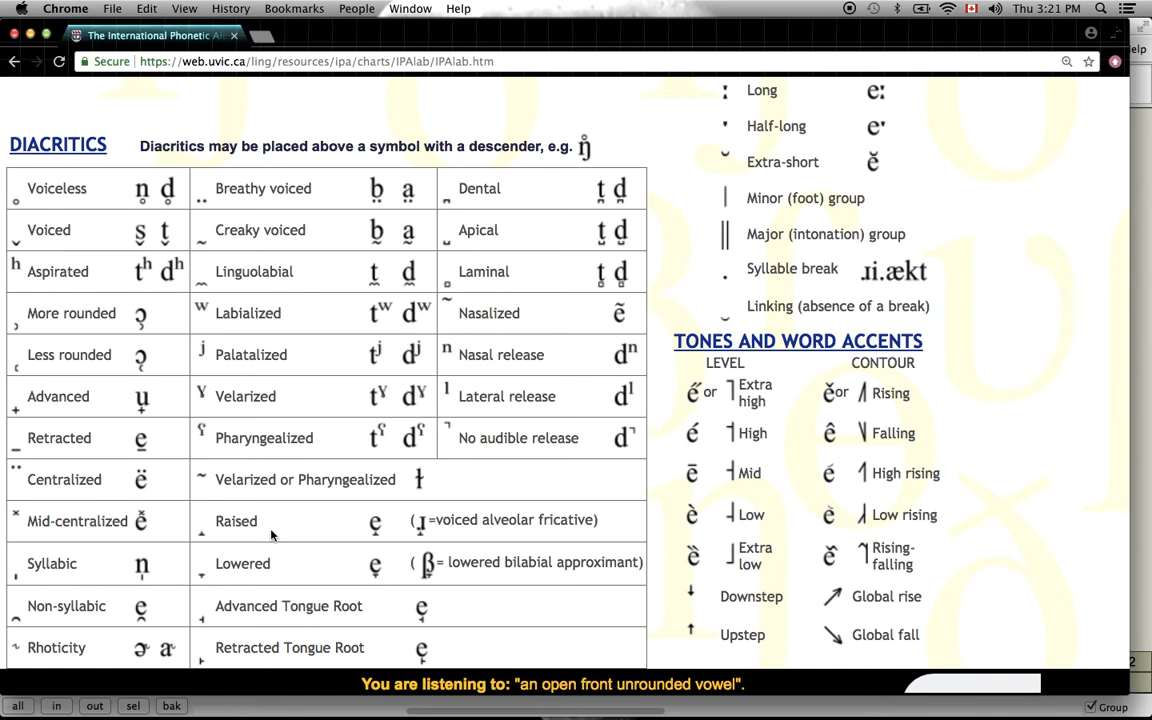 Chrome File Edit View History Bookmarks People Window Help Thu 3:21 PM
The International Phonetic Al
Secure https://web.uvic.ca/ling/resources/ipa/charts/IPAlab/IPAlab.htm
elp
DIACRITICS Diacritics may be placed above a symbol with a descender, e.g. ŋ̊
̥ Voiceless n̥ d̥ ̤ Breathy voiced b̤ a̤ ̪ Dental t̪ d̪
̬ Voiced s̬ t̬ ̰ Creaky voiced b̰ a̰ ̺ Apical t̺ d̺
ʰ Aspirated tʰ dʰ ̼ Linguolabial t̼ d̼ ̻ Laminal t̻ d̻
̹ More rounded ɔ̹ ʷ Labialized tʷ dʷ ̃ Nasalized ẽ
̜ Less rounded ɔ̜ ʲ Palatalized tʲ dʲ ⁿ Nasal release dⁿ
̟ Advanced u̟ ˠ Velarized tˠ dˠ ˡ Lateral release dˡ
̠ Retracted e̠ ˤ Pharyngealized tˤ dˤ ̚ No audible release d̚
̈ Centralized ë ̴ Velarized or Pharyngealized ɫ
̽ Mid-centralized e̽ ̝ Raised e̝ (ɹ̝=voiced alveolar fricative)
̩ Syllabic n̩ ̞ Lowered e̞ (β̞= lowered bilabial approximant)
̯ Non-syllabic e̯ ̘ Advanced Tongue Root e̘
˞ Rhoticity ɚ a˞ ̙ Retracted Tongue Root e̙
ː Long eː
ˑ Half-long eˑ
̆ Extra-short ĕ
| Minor (foot) group
‖ Major (intonation) group
. Syllable break ɹi.ækt
‿ Linking (absence of a break)
TONES AND WORD ACCENTS
LEVEL CONTOUR
e̋ or ˥ Extra high ě or ˩˥ Rising
é ˦ High ê ˥˩ Falling
ē ˧ Mid e᷄ ˦˥ High rising
è ˨ Low e᷅ ˩˨ Low rising
ȅ ˩ Extra low e᷈ ˧˦˧ Rising-falling
ꜜ Downstep ↗ Global rise
ꜛ Upstep ↘ Global fall
You are listening to: "an open front unrounded vowel".
2
all in out sel bak Group